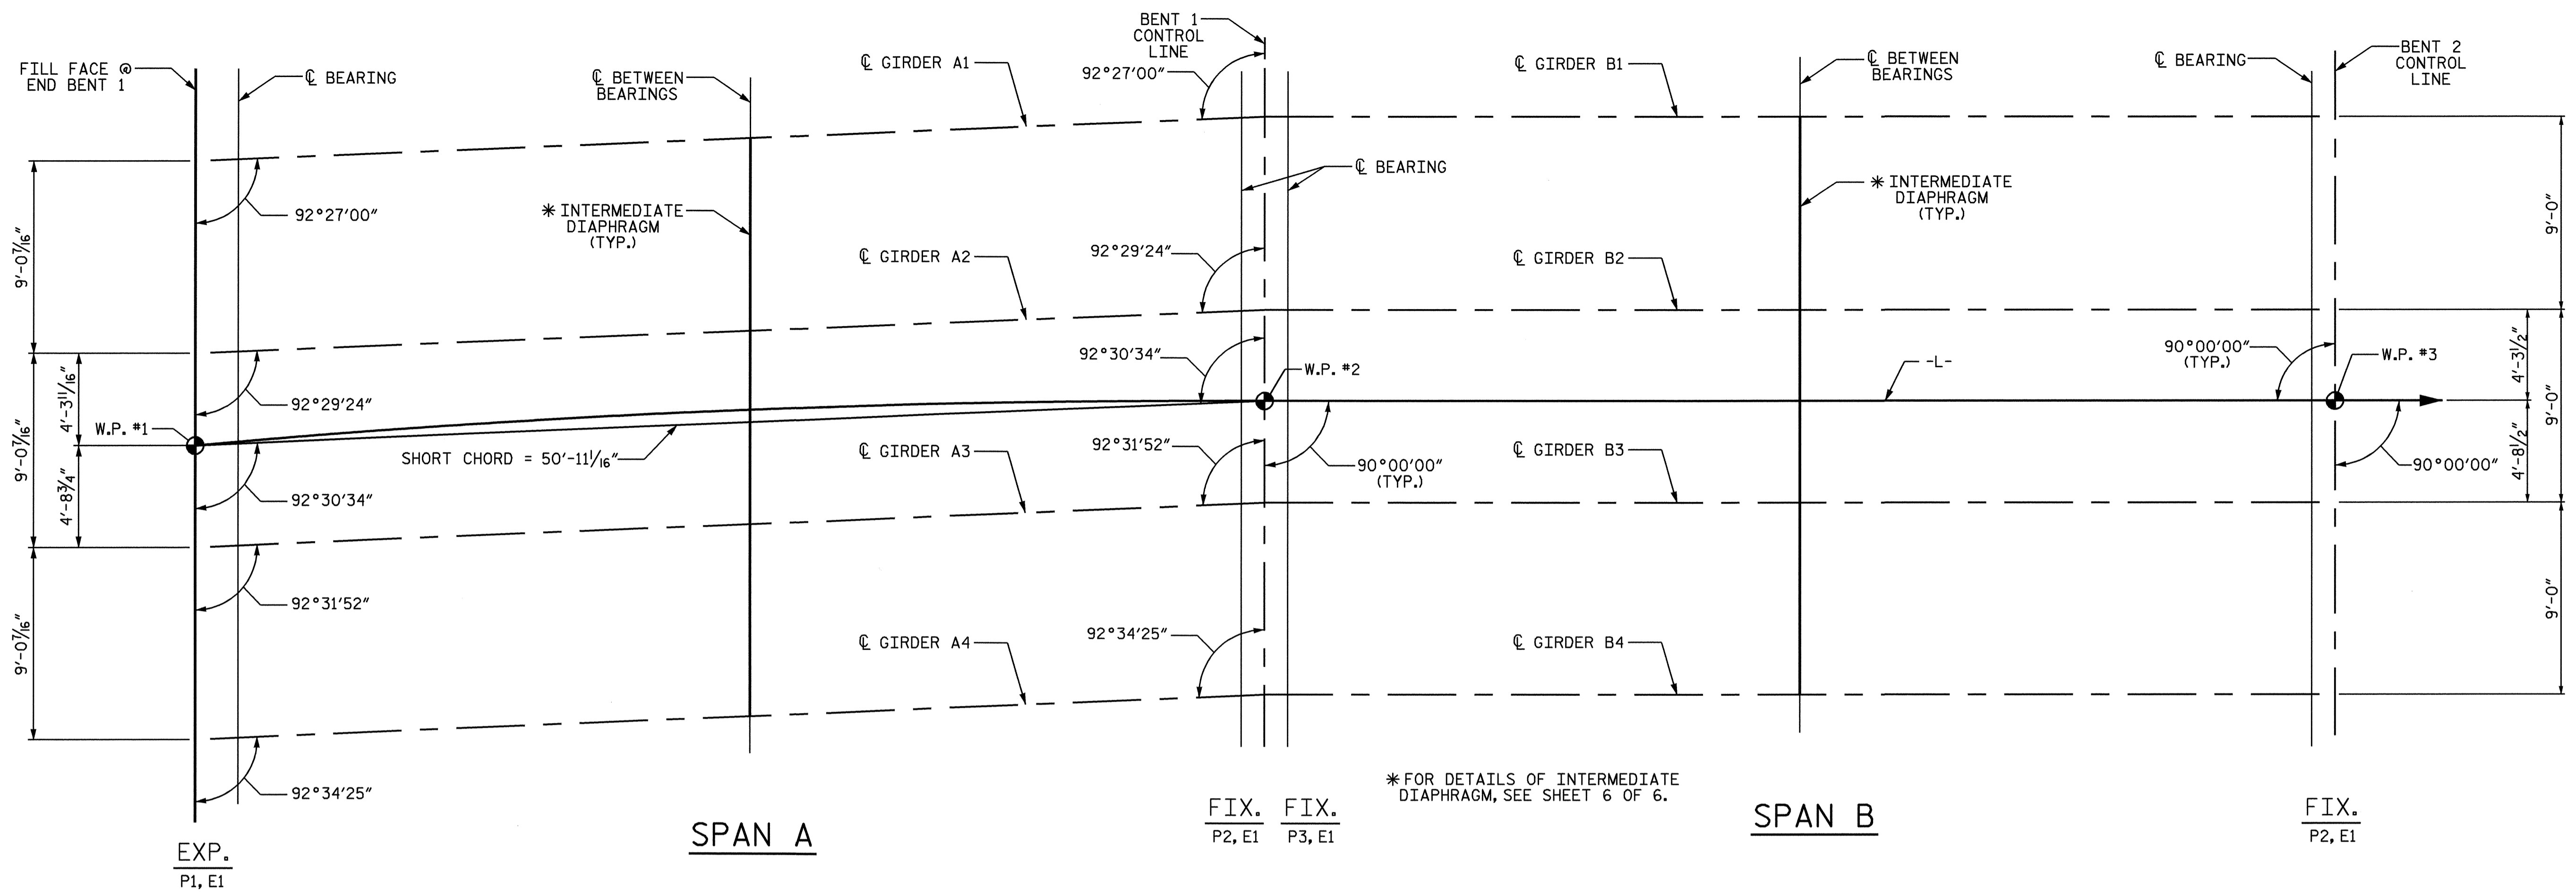 FILL FACE @
END BENT 1
℄ BEARING
℄ BETWEEN
BEARINGS
℄ GIRDER A1
BENT 1
CONTROL
LINE
92°27'00"
℄ GIRDER B1
℄ BETWEEN
BEARINGS
℄ BEARING
BENT 2
CONTROL
LINE
92°27'00"
✳ INTERMEDIATE
DIAPHRAGM
(TYP.)
℄ BEARING
✳ INTERMEDIATE
DIAPHRAGM
(TYP.)
9'-0"
9'-0 7/16"
℄ GIRDER A2
92°29'24"
℄ GIRDER B2
92°29'24"
92°30'34"
W.P. #2
-L-
90°00'00"
(TYP.)
W.P. #3
4'-3 1/2"
9'-0"
4'-8 1/2"
4'-3 11/16"
9'-0 7/16"
4'-8 3/4"
W.P. #1
SHORT CHORD = 50'-11 1/16"
℄ GIRDER A3
92°31'52"
90°00'00"
(TYP.)
℄ GIRDER B3
90°00'00"
92°30'34"
92°31'52"
9'-0 7/16"
℄ GIRDER A4
92°34'25"
℄ GIRDER B4
9'-0"
92°34'25"
✳ FOR DETAILS OF INTERMEDIATE
DIAPHRAGM, SEE SHEET 6 OF 6.
EXP.
P1, E1
SPAN A
FIX.
P2, E1
FIX.
P3, E1
SPAN B
FIX.
P2, E1